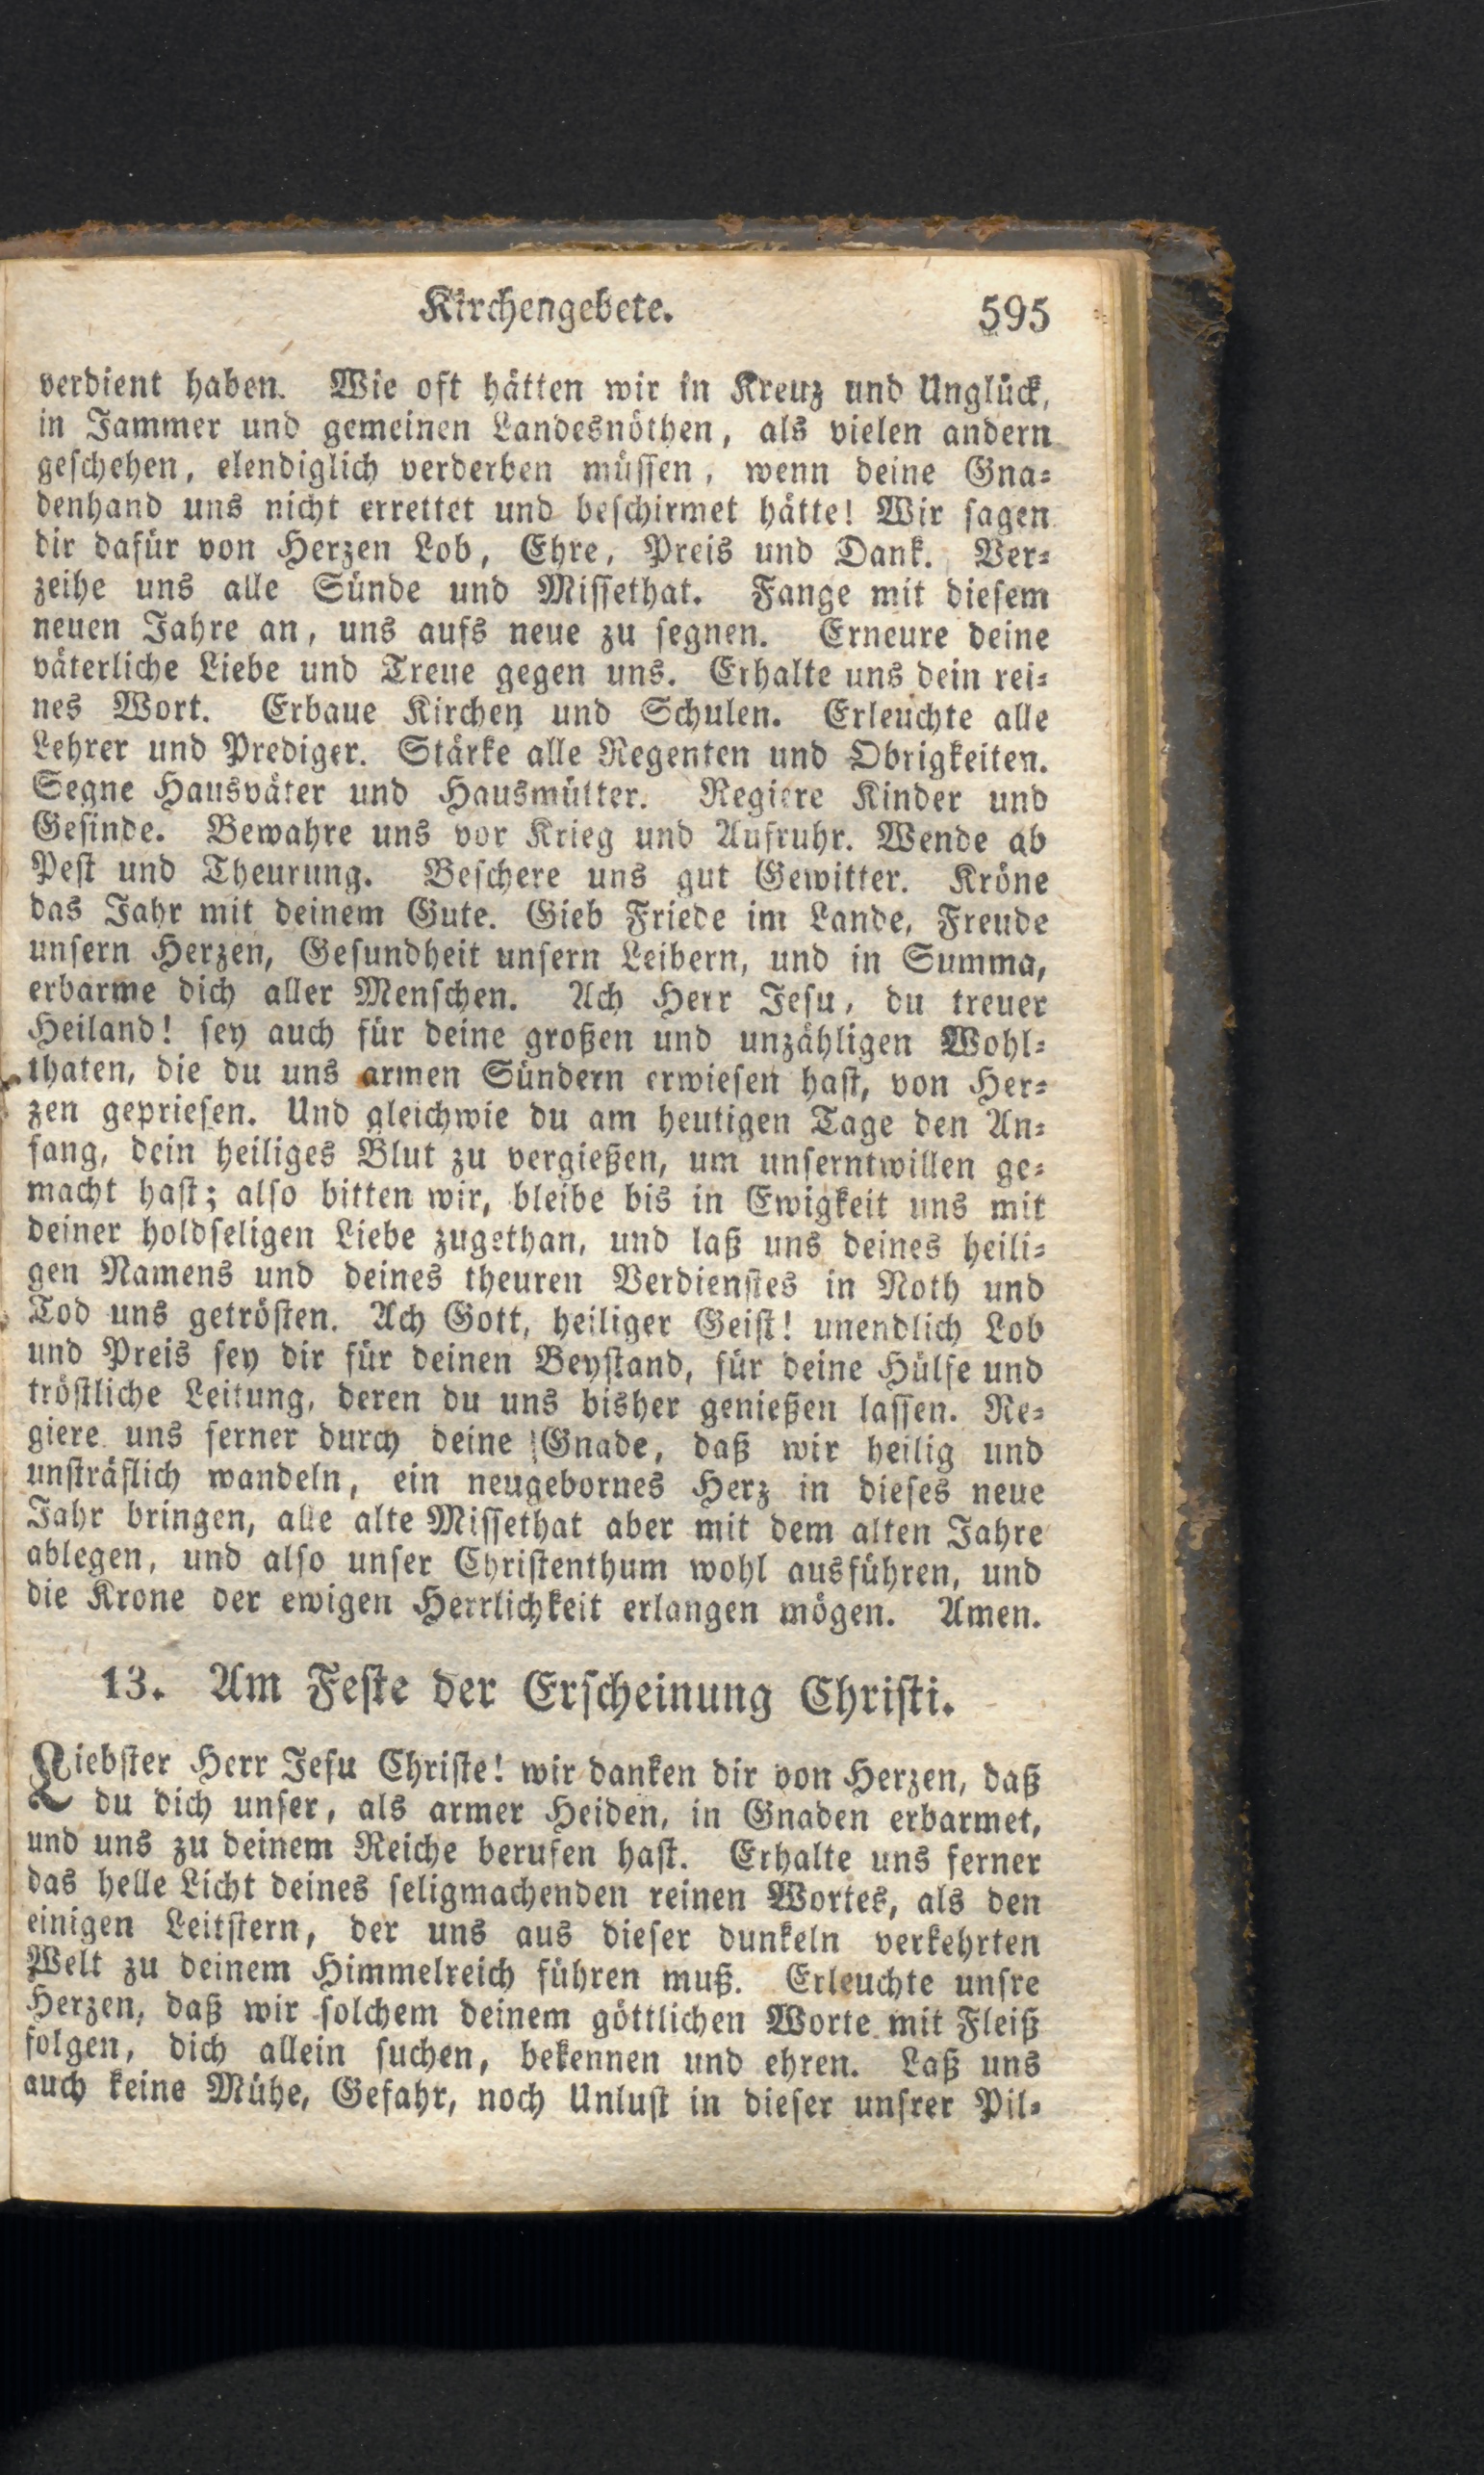 Kirchengebete. 595
verdient haben. Wie oft hätten wir in Kreuz und Unglück,
in Jammer und gemeinen Landesnöthen, als vielen andern
geschehen, elendiglich verderben müssen, wenn deine Gna-
denhand uns nicht errettet und beschirmet hätte! Wir sagen
dir dafür von Herzen Lob, Ehre, Preis und Dank. Ver-
zeihe uns alle Sünde und Missethat. Fange mit diesem
neuen Jahre an, uns aufs neue zu segnen. Erneure deine
väterliche Liebe und Treue gegen uns. Erhalte uns dein rei-
nes Wort. Erbaue Kirchen und Schulen. Erleuchte alle
Lehrer und Prediger. Stärke alle Regenten und Obrigkeiten.
Segne Hausväter und Hausmütter. Regiere Kinder und
Gesinde. Bewahre uns vor Krieg und Aufruhr. Wende ab
Pest und Theurung. Beschere uns gut Gewitter. Kröne
das Jahr mit deinem Gute. Gieb Friede im Lande, Freude
unsern Herzen, Gesundheit unsern Leibern, und in Summa,
erbarme dich aller Menschen. Ach Herr Jesu, du treuer
Heiland! sey auch für deine großen und unzähligen Wohl-
thaten, die du uns armen Sündern erwiesen hast, von Her-
zen gepriesen. Und gleichwie du am heutigen Tage den An-
fang, dein heiliges Blut zu vergießen, um unserntwillen ge-
macht hast; also bitten wir, bleibe bis in Ewigkeit uns mit
deiner holdseligen Liebe zugethan, und laß uns deines heili-
gen Namens und deines theuren Verdienstes in Noth und
Tod uns getrösten. Ach Gott, heiliger Geist! unendlich Lob
und Preis sey dir für deinen Beystand, für deine Hülfe und
tröstliche Leitung, deren du uns bisher genießen lassen. Re-
giere uns ferner durch deine Gnade, daß wir heilig und
unsträflich wandeln, ein neugebornes Herz in dieses neue
Jahr bringen, alle alte Missethat aber mit dem alten Jahre
ablegen, und also unser Christenthum wohl ausführen, und
die Krone der ewigen Herrlichkeit erlangen mögen. Amen.
13. Am Feste der Erscheinung Christi.
Liebster Herr Jesu Christe! wir danken dir von Herzen, daß
du dich unser, als armer Heiden, in Gnaden erbarmet,
und uns zu deinem Reiche berufen hast. Erhalte uns ferner
das helle Licht deines seligmachenden reinen Wortes, als den
einigen Leitstern, der uns aus dieser dunkeln verkehrten
Welt zu deinem Himmelreich führen muß. Erleuchte unsre
Herzen, daß wir solchem deinem göttlichen Worte mit Fleiß
folgen, dich allein suchen, bekennen und ehren. Laß uns
auch keine Mühe, Gefahr, noch Unlust in dieser unsrer Pil-